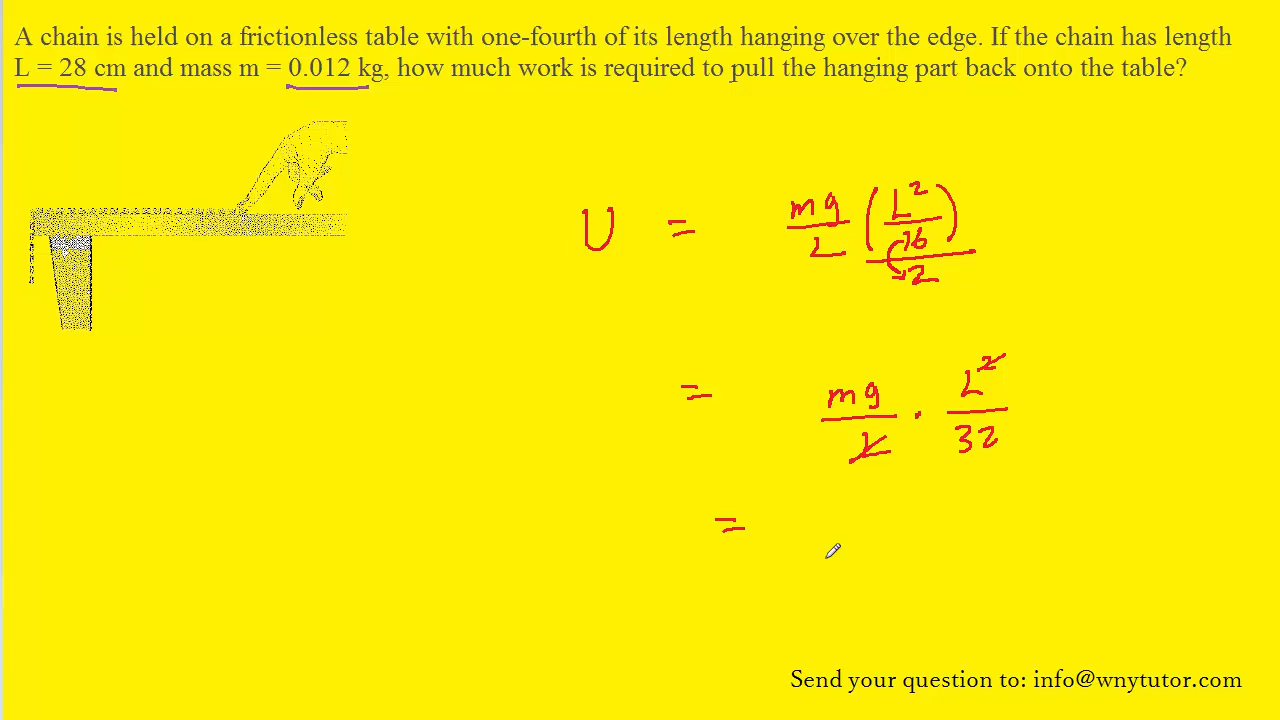 A chain is held on a frictionless table with one-fourth of its length hanging over the edge. If the chain has length
L = 28 cm and mass m = 0.012 kg, how much work is required to pull the hanging part back onto the table?
U = mg/L (L²/16)/2
= mg/L · L²/32
=
Send your question to: info@wnytutor.com